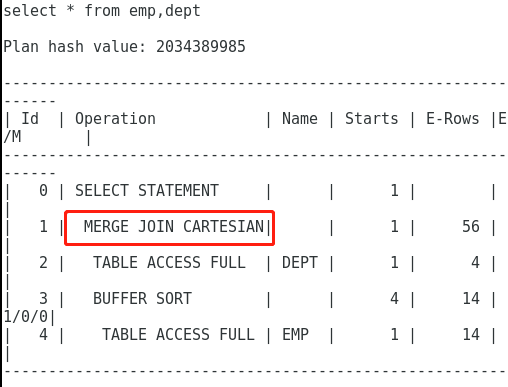 select * from emp,dept
Plan hash value: 2034389985
--------------------------------------------------------
------
| Id  | Operation            | Name | Starts | E-Rows |E
/M       |
--------------------------------------------------------
------
|   0 | SELECT STATEMENT     |      |      1 |        |
|
|   1 |  MERGE JOIN CARTESIAN|      |      1 |     56 |
|
|   2 |   TABLE ACCESS FULL  | DEPT |      1 |      4 |
|
|   3 |   BUFFER SORT        |      |      4 |     14 |
1/0/0|
|   4 |    TABLE ACCESS FULL | EMP  |      1 |     14 |
|
--------------------------------------------------------